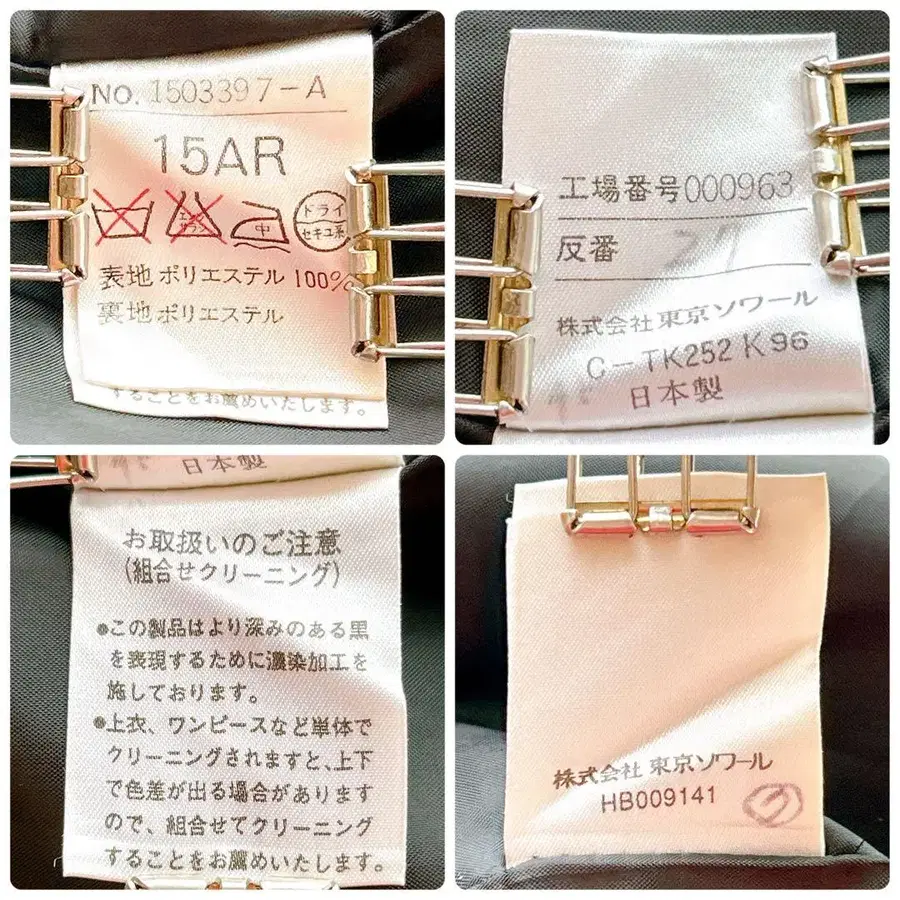 No. 1503397-A
15AR
エンソ
サラシ
中
ドライ
セキユ系
表地 ポリエステル 100%
裏地 ポリエステル
することをお薦めいたします。
工場番号 000963
反番
株式会社 東京ソワール
C-TK252 K96
日本製
日本製
お取扱いのご注意
(組合せクリーニング)
●この製品はより深みのある黒
を表現するために濃染加工を
施しております。
●上衣、ワンピースなど単体で
クリーニングされますと、上下
で色差が出る場合があります
ので、組合せてクリーニング
することをお薦めいたします。
株式会社 東京ソワール
HB009141